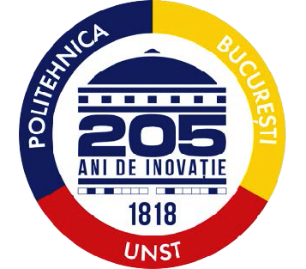 POLITEHNICA
BUCUREȘTI
205
ANI DE INOVAȚIE
1818
UNST